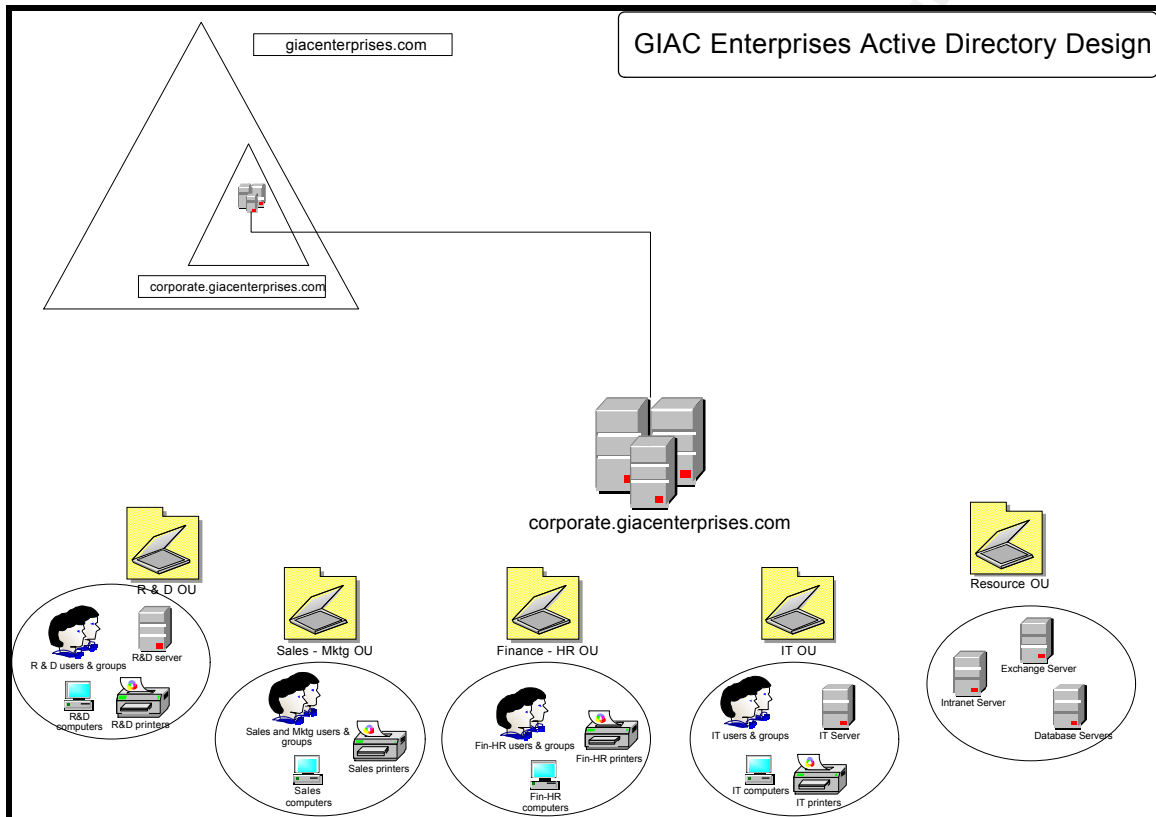 giacenterprises.com
GIAC Enterprises Active Directory Design
corporate.giacenterprises.com
corporate.giacenterprises.com
R & D OU
R & D users & groups
R&D server
R&D
computers
R&D printers
Sales - Mktg OU
Sales and Mktg users &
groups
Sales printers
Sales
computers
Finance - HR OU
Fin-HR users & groups
Fin-HR printers
Fin-HR
computers
IT OU
IT users & groups
IT Server
IT computers
IT printers
Resource OU
Exchange Server
Intranet Server
Database Servers